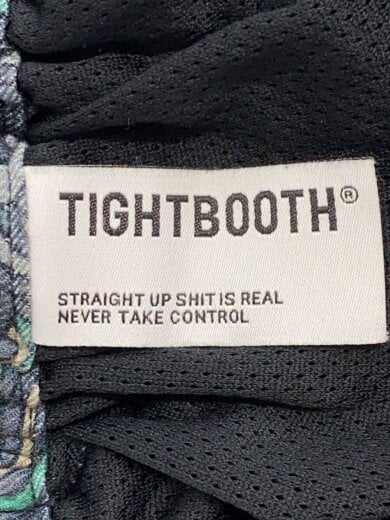 TIGHTBOOTH®
STRAIGHT UP SHIT IS REAL
NEVER TAKE CONTROL